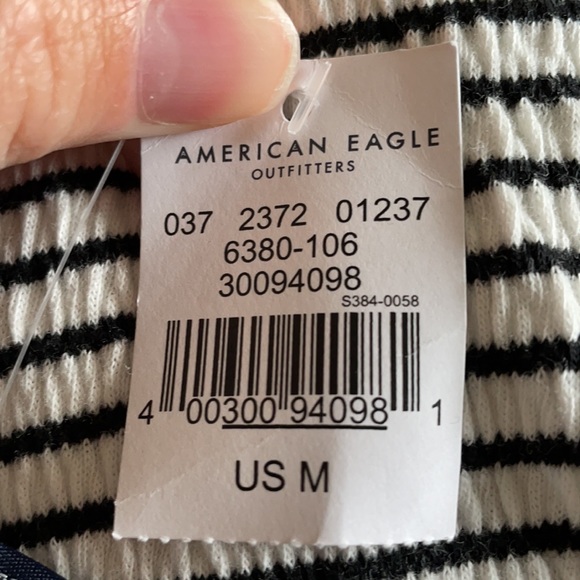 AMERICAN EAGLE
OUTFITTERS
037 2372 01237
6380-106
30094098
S384-0058
4 00300 94098 1
US M